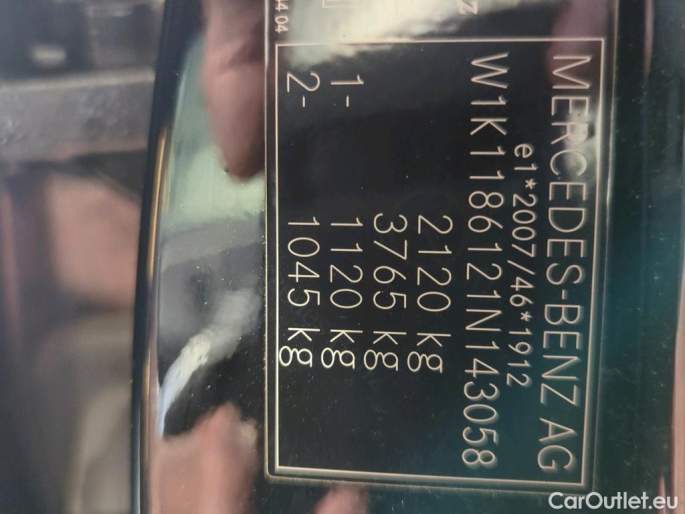 MERCEDES-BENZ AG
e1*2007/46*1912
W1K1186121N143058
2120 kg
3765 kg
1- 1120 kg
2- 1045 kg
CarOutlet.eu